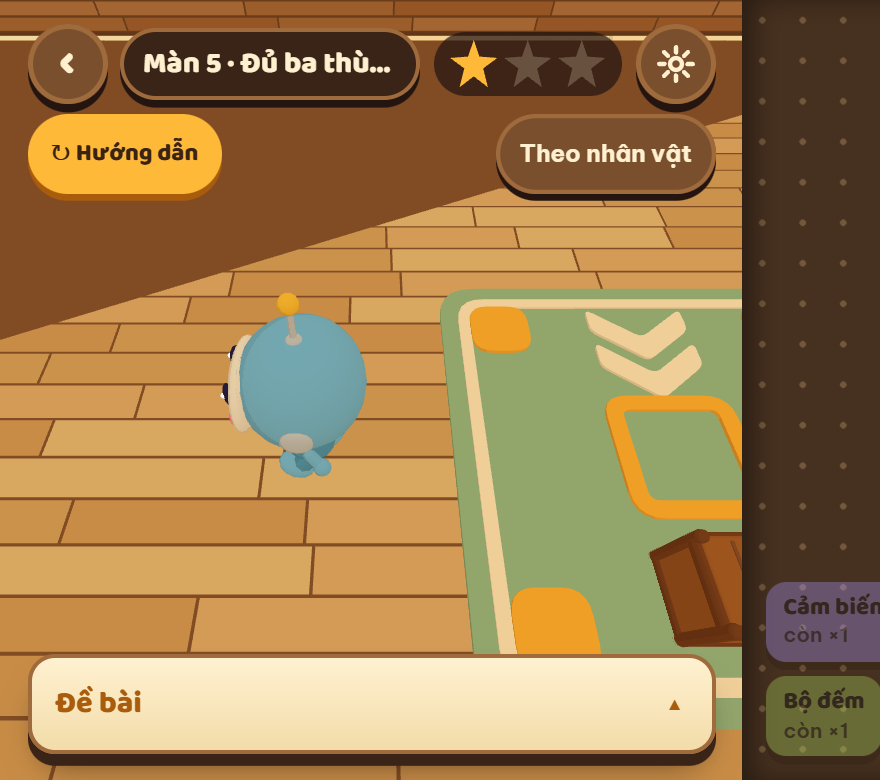 Màn 5 · Đủ ba thù...
↻ Hướng dẫn
Theo nhân vật
Cảm biến
còn ×1
Bộ đếm
còn ×1
Đề bài